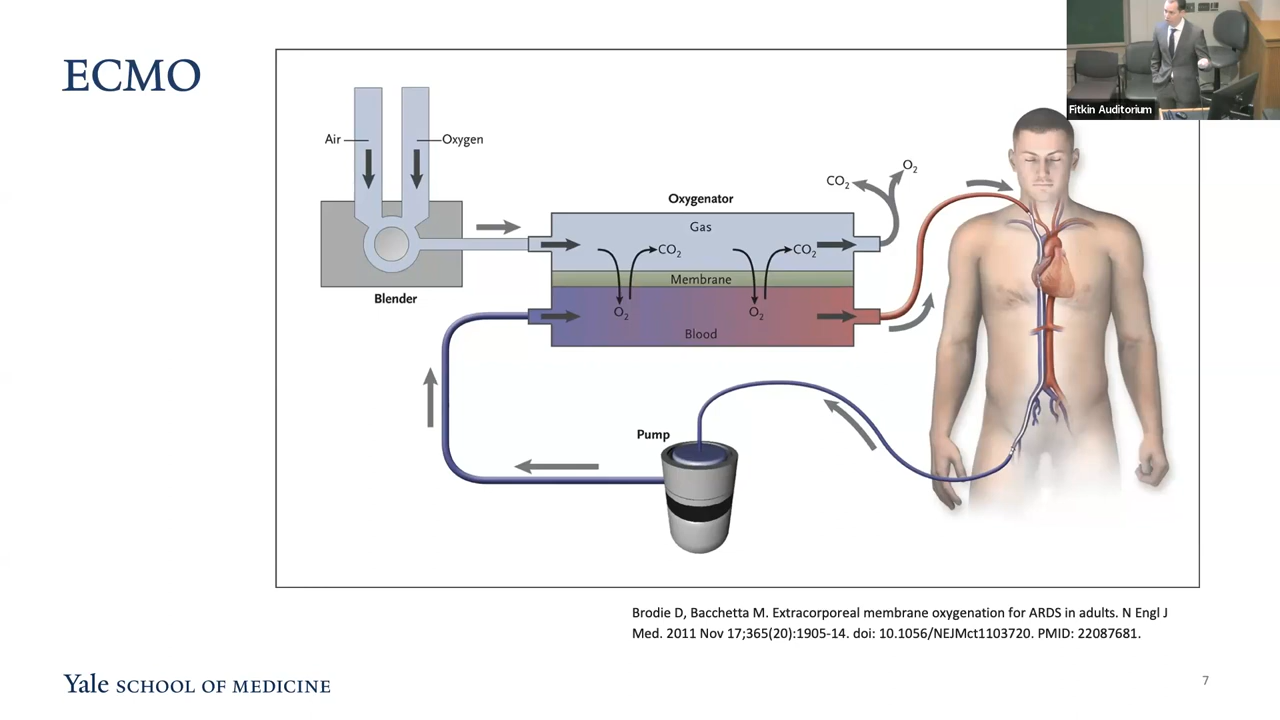 ECMO
Fitkin Auditorium
Air
Oxygen
Blender
Oxygenator
Gas
CO₂
CO₂
Membrane
O₂
O₂
Blood
CO₂
O₂
Pump
Brodie D, Bacchetta M. Extracorporeal membrane oxygenation for ARDS in adults. N Engl J
Med. 2011 Nov 17;365(20):1905-14. doi: 10.1056/NEJMct1103720. PMID: 22087681.
Yale SCHOOL OF MEDICINE
7